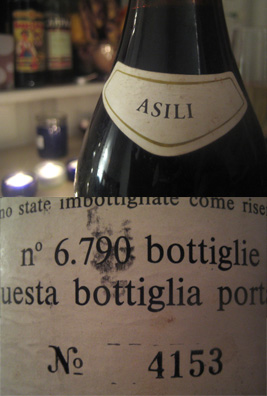 ASILI
no state imbottigliate come rise
nº 6.790 bottiglie
uesta bottiglia port
Nº 4153